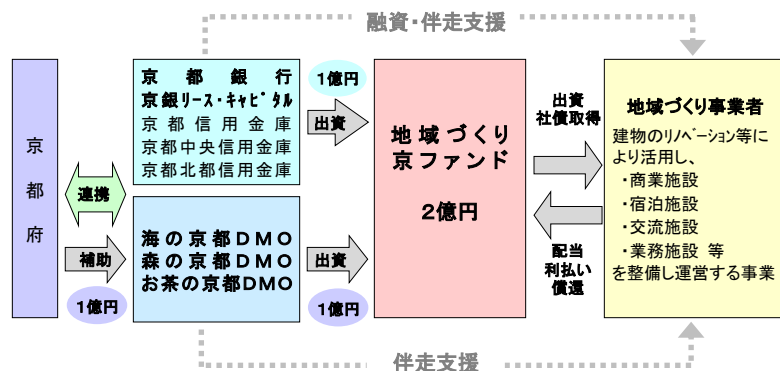 融資・伴走支援
京都府
京都銀行
京銀リース・キャピタル
京都信用金庫
京都中央信用金庫
京都北都信用金庫
連携
補助
1億円
海の京都DMO
森の京都DMO
お茶の京都DMO
1億円
出資
出資
1億円
地域づくり
京ファンド
2億円
出資
社債取得
配当
利払い
償還
地域づくり事業者
建物のリノベーション等に
より活用し、
・商業施設
・宿泊施設
・交流施設
・業務施設 等
を整備し運営する事業
伴走支援